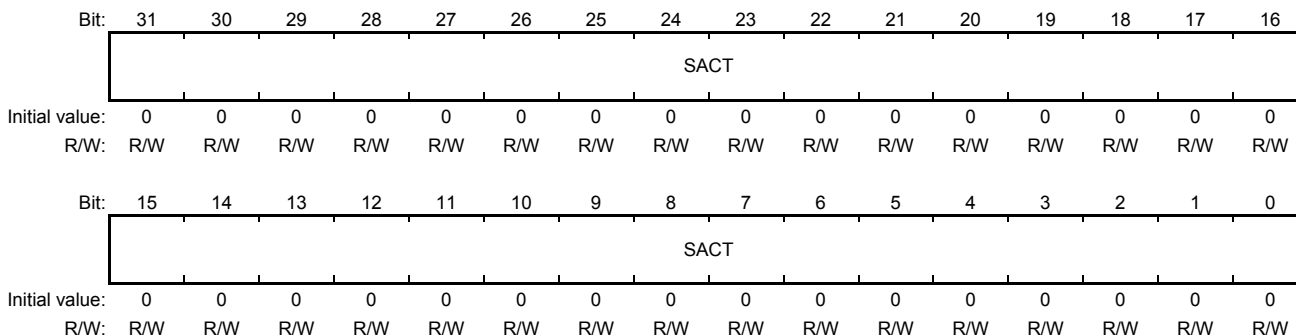 Bit: 31 30 29 28 27 26 25 24 23 22 21 20 19 18 17 16
SACT
Initial value: 0 0 0 0 0 0 0 0 0 0 0 0 0 0 0 0
R/W: R/W R/W R/W R/W R/W R/W R/W R/W R/W R/W R/W R/W R/W R/W R/W R/W
Bit: 15 14 13 12 11 10 9 8 7 6 5 4 3 2 1 0
SACT
Initial value: 0 0 0 0 0 0 0 0 0 0 0 0 0 0 0 0
R/W: R/W R/W R/W R/W R/W R/W R/W R/W R/W R/W R/W R/W R/W R/W R/W R/W